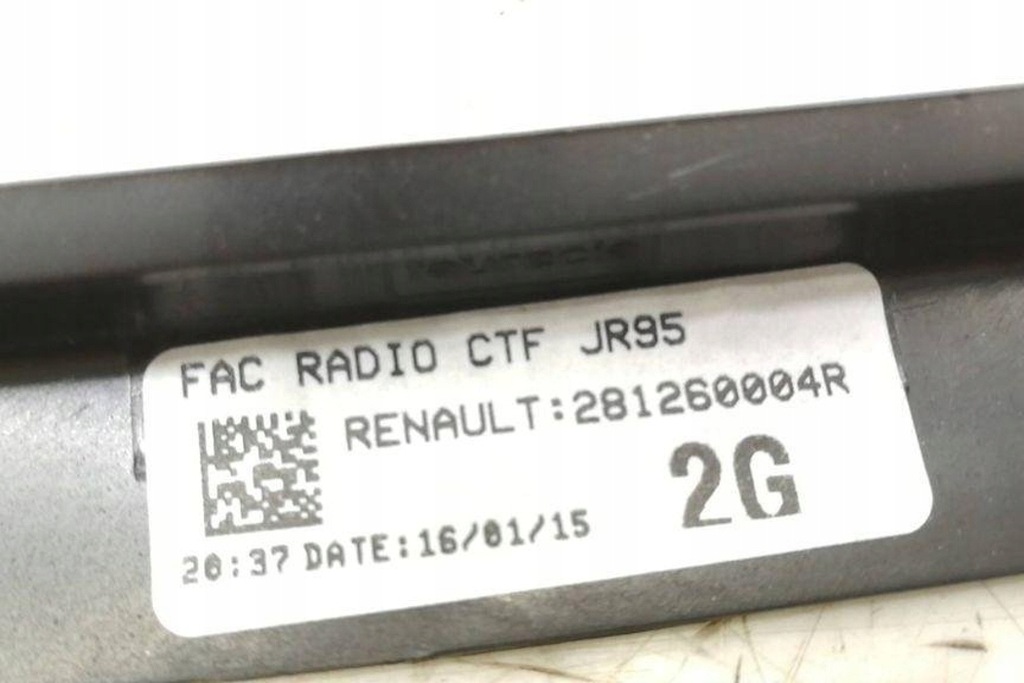 FAC RADIO CTF JR95
RENAULT:281260004R
2G
20:37 DATE:16/01/15